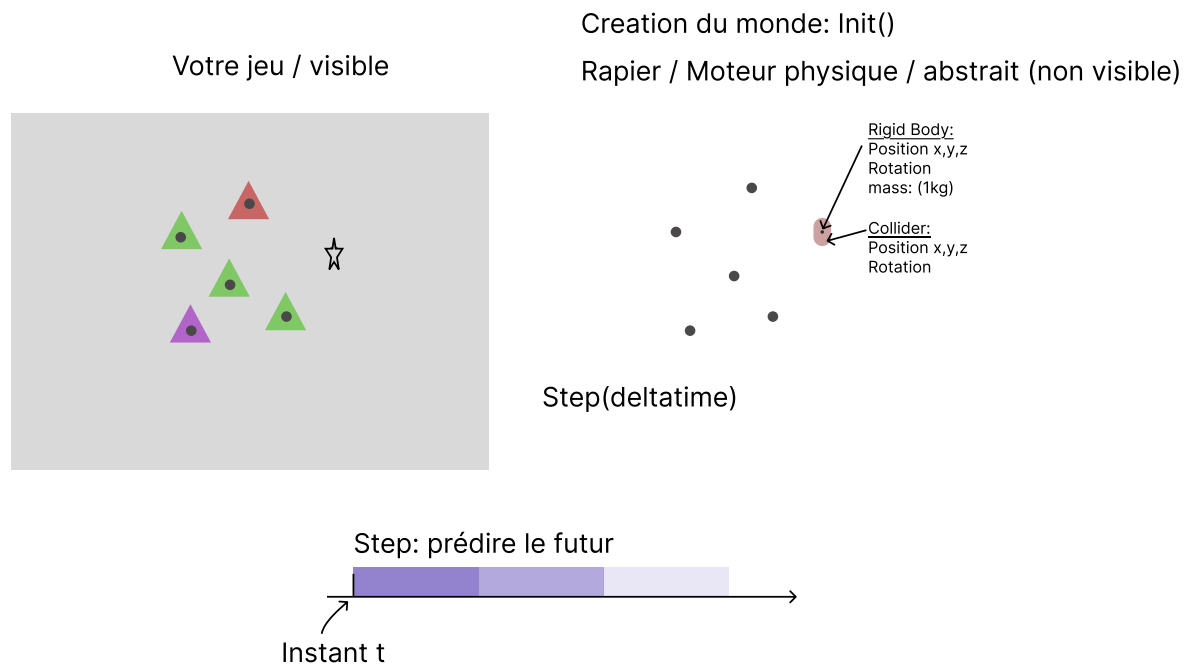 Creation du monde: Init()
Votre jeu / visible
Rapier / Moteur physique / abstrait (non visible)
Rigid Body:
Position x,y,z
Rotation
mass: (1kg)
Collider:
Position x,y,z
Rotation
Step(deltatime)
Step: prédire le futur
Instant t